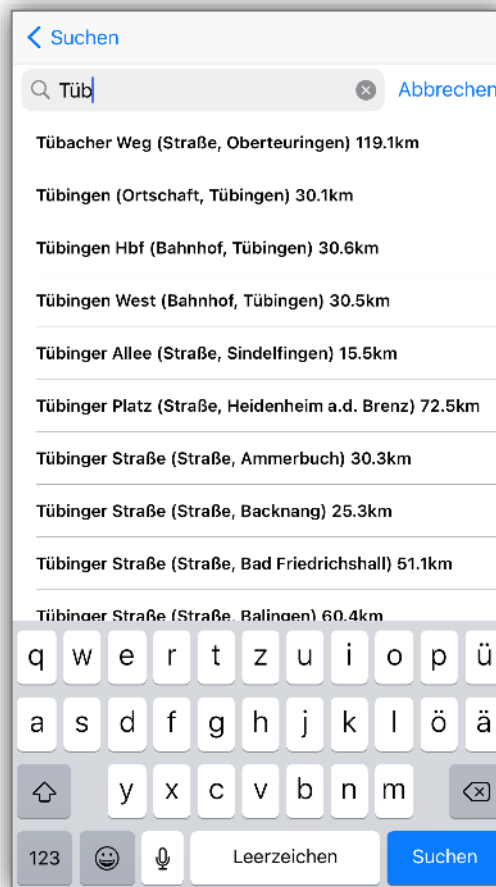 Suchen
Tüb
Abbrechen
Tübacher Weg (Straße, Oberteuringen) 119.1km
Tübingen (Ortschaft, Tübingen) 30.1km
Tübingen Hbf (Bahnhof, Tübingen) 30.6km
Tübingen West (Bahnhof, Tübingen) 30.5km
Tübinger Allee (Straße, Sindelfingen) 15.5km
Tübinger Platz (Straße, Heidenheim a.d. Brenz) 72.5km
Tübinger Straße (Straße, Ammerbuch) 30.3km
Tübinger Straße (Straße, Backnang) 25.3km
Tübinger Straße (Straße, Bad Friedrichshall) 51.1km
Tübinger Straße (Straße, Balingen) 60.4km
q w e r t z u i o p ü
a s d f g h j k l ö ä
y x c v b n m
123 Leerzeichen Suchen